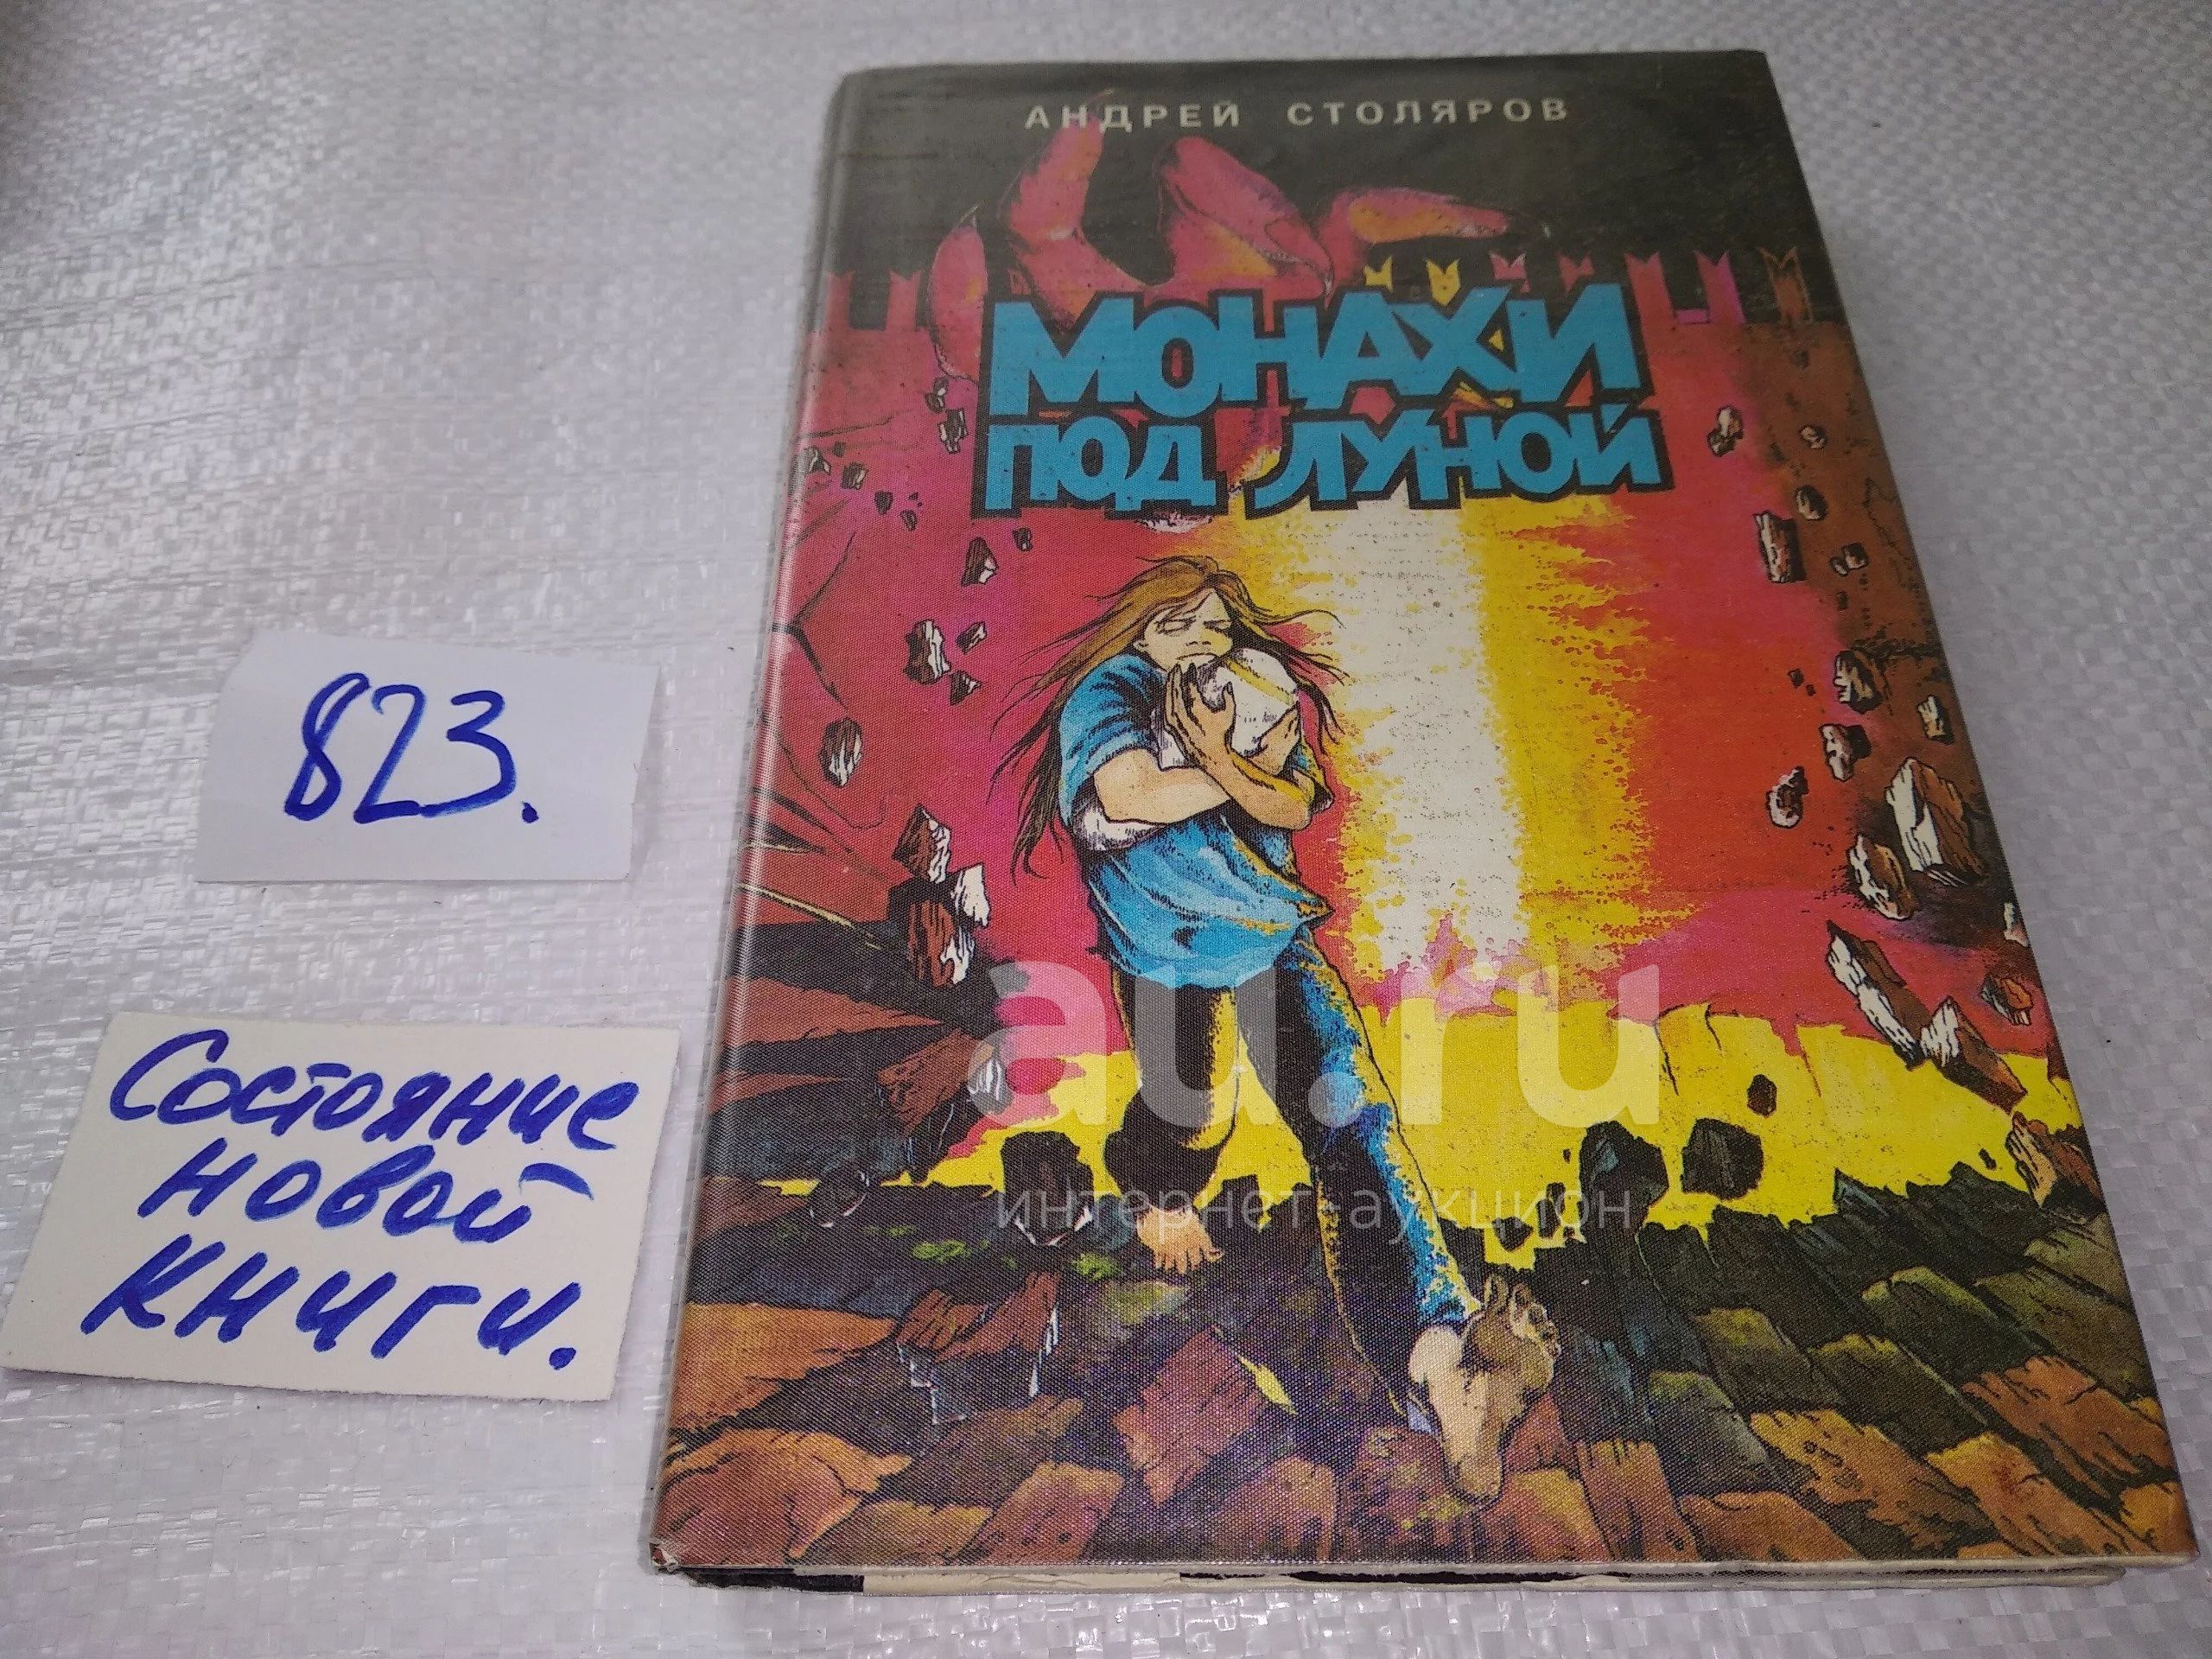 АНДРЕЙ СТОЛЯРОВ
МОНАХИ
ПОД ЛУНОЙ
823.
Состояние
новой
книги.
au.ru
интернет-аукцион